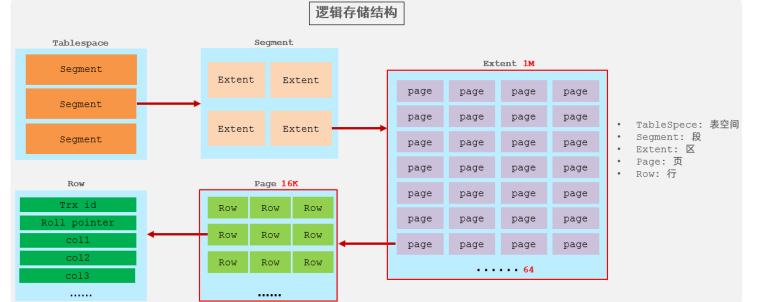 逻辑存储结构
Tablespace
Segment
Segment
Segment
Segment
Extent Extent
Extent Extent
Extent 1M
page page page page
page page page page
page page page page
page page page page
page page page page
page page page page
page page page page
······ 64
• TableSpece: 表空间
• Segment: 段
• Extent: 区
• Page: 页
• Row: 行
Row
Trx id
Roll pointer
col1
col2
col3
······
Page 16K
Row Row Row
Row Row Row
Row Row Row
······